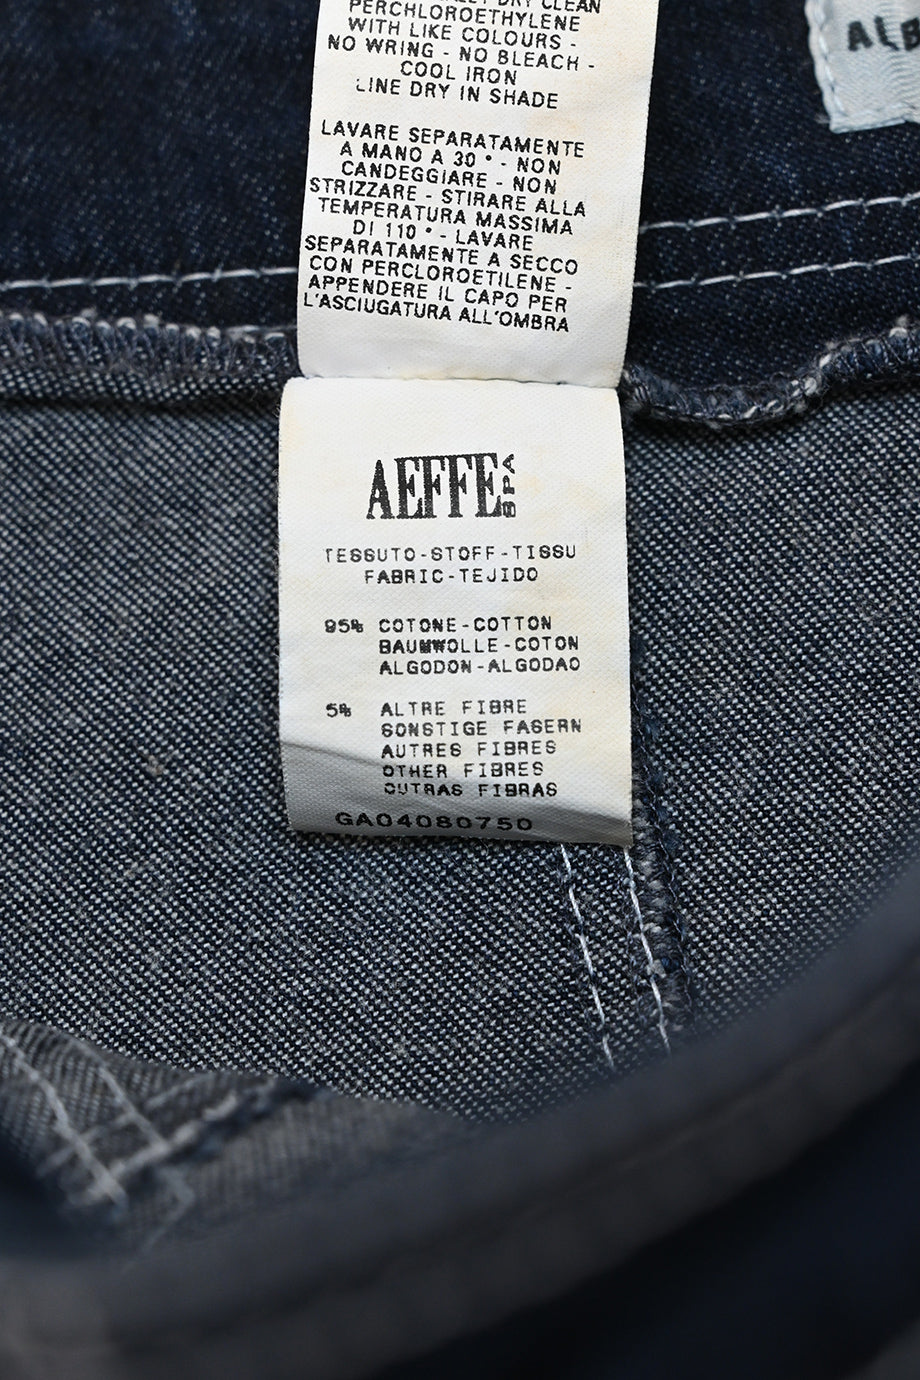 DRY CLEAN
PERCHLOROETHYLENE
WITH LIKE COLOURS -
NO WRING - NO BLEACH -
COOL IRON
LINE DRY IN SHADE
LAVARE SEPARATAMENTE
A MANO A 30 ° - NON
CANDEGGIARE - NON
STRIZZARE - STIRARE ALLA
TEMPERATURA MASSIMA
DI 110 ° - LAVARE
SEPARATAMENTE A SECCO
CON PERCLOROETILENE -
APPENDERE IL CAPO PER
L'ASCIUGATURA ALL'OMBRA
AEFFE SPA
TESSUTO-STOFF-TISSU
FABRIC-TEJIDO
95% COTONE-COTTON
BAUMWOLLE-COTON
ALGODON-ALGODAO
5% ALTRE FIBRE
SONSTIGE FASERN
AUTRES FIBRES
OTHER FIBRES
OUTRAS FIBRAS
GA04080750